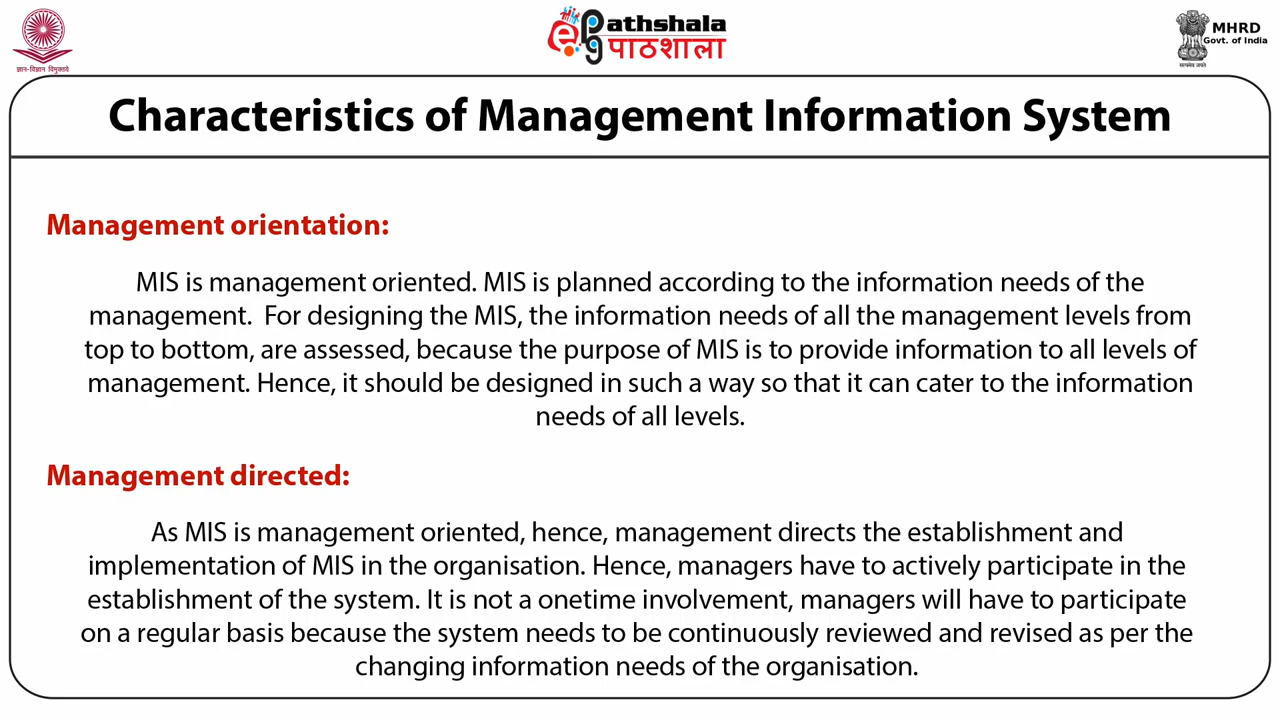 ज्ञान-विज्ञान विमुक्तये
ePathshala
पाठशाला
MHRD
Govt. of India
सत्यमेव जयते
Characteristics of Management Information System
Management orientation:
MIS is management oriented. MIS is planned according to the information needs of the
management.  For designing the MIS, the information needs of all the management levels from
top to bottom, are assessed, because the purpose of MIS is to provide information to all levels of
management. Hence, it should be designed in such a way so that it can cater to the information
needs of all levels.
Management directed:
As MIS is management oriented, hence, management directs the establishment and
implementation of MIS in the organisation. Hence, managers have to actively participate in the
establishment of the system. It is not a onetime involvement, managers will have to participate
on a regular basis because the system needs to be continuously reviewed and revised as per the
changing information needs of the organisation.